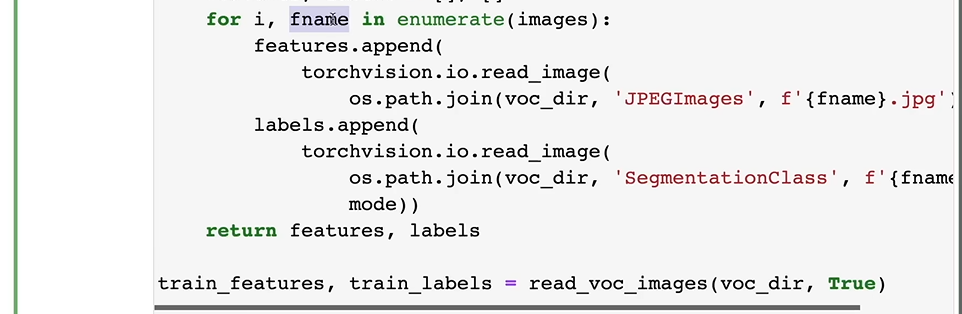 for i, fname in enumerate(images):
features.append(
torchvision.io.read_image(
os.path.join(voc_dir, 'JPEGImages', f'{fname}.jpg')
labels.append(
torchvision.io.read_image(
os.path.join(voc_dir, 'SegmentationClass', f'{fname
mode))
return features, labels
train_features, train_labels = read_voc_images(voc_dir, True)